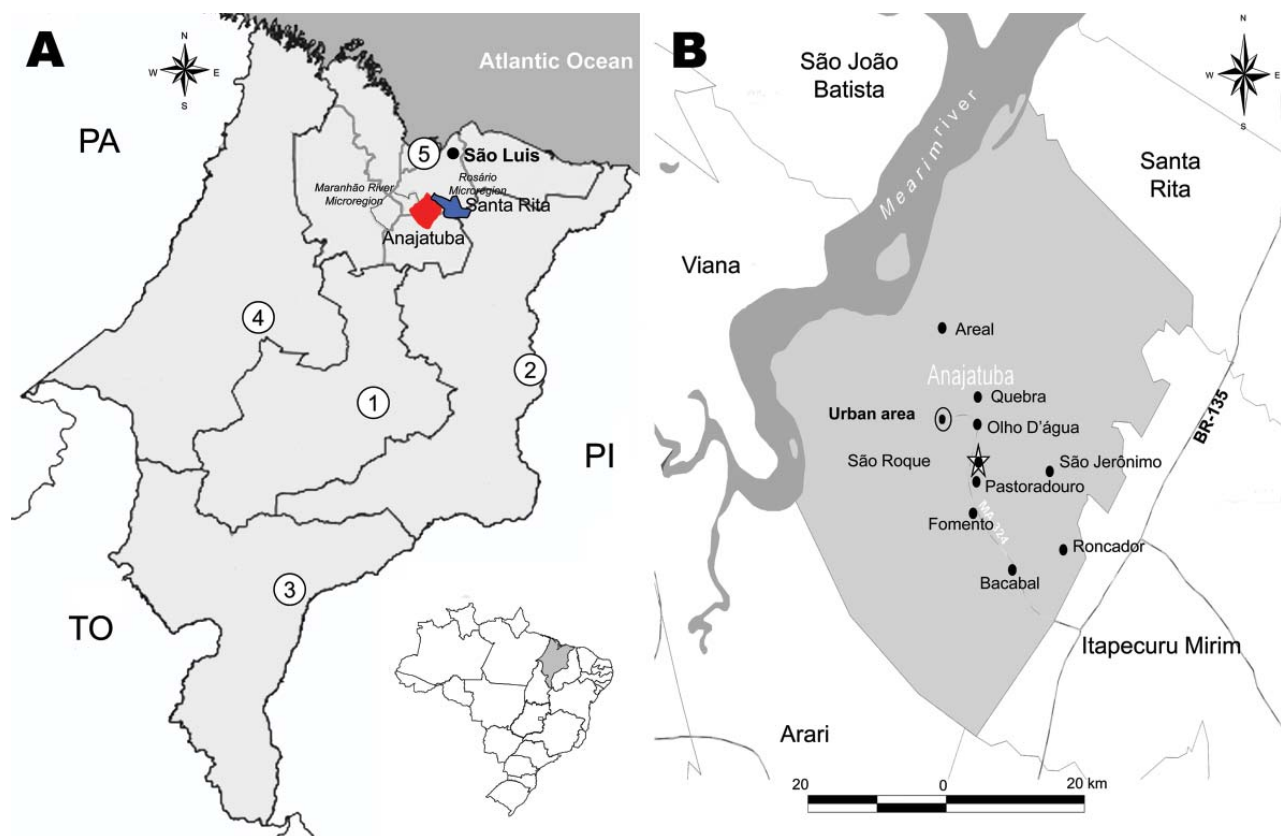 A
N
W
E
S
Atlantic Ocean
PA
5
São Luis
Maranhão River
Microregion
Rosário
Microregion
Santa Rita
Anajatuba
4
2
1
PI
3
TO
B
N
W
E
S
São João
Batista
Mearim river
Santa
Rita
Viana
Areal
Anajatuba
Quebra
Urban area
Olho D'água
BR-135
São Roque
São Jerônimo
Pastoradouro
Fomento
MA 324
Roncador
Bacabal
Itapecuru Mirim
Arari
20
0
20 km